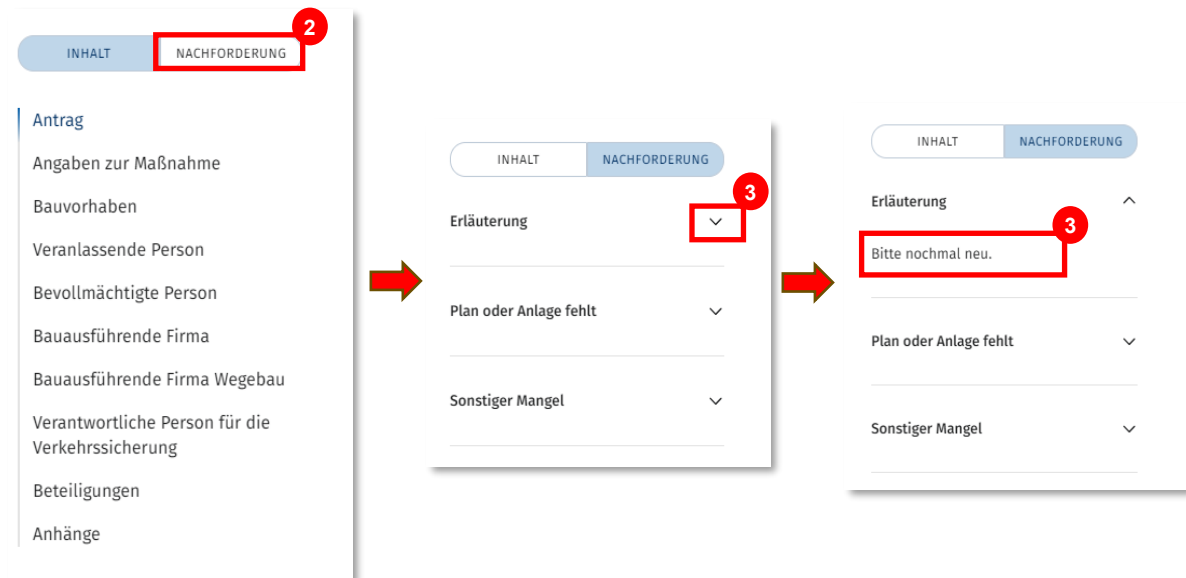 2
INHALT NACHFORDERUNG
Antrag
Angaben zur Maßnahme
Bauvorhaben
Veranlassende Person
Bevollmächtigte Person
Bauausführende Firma
Bauausführende Firma Wegebau
Verantwortliche Person für die
Verkehrssicherung
Beteiligungen
Anhänge
INHALT NACHFORDERUNG
3
Erläuterung
Plan oder Anlage fehlt
Sonstiger Mangel
INHALT NACHFORDERUNG
Erläuterung
3
Bitte nochmal neu.
Plan oder Anlage fehlt
Sonstiger Mangel